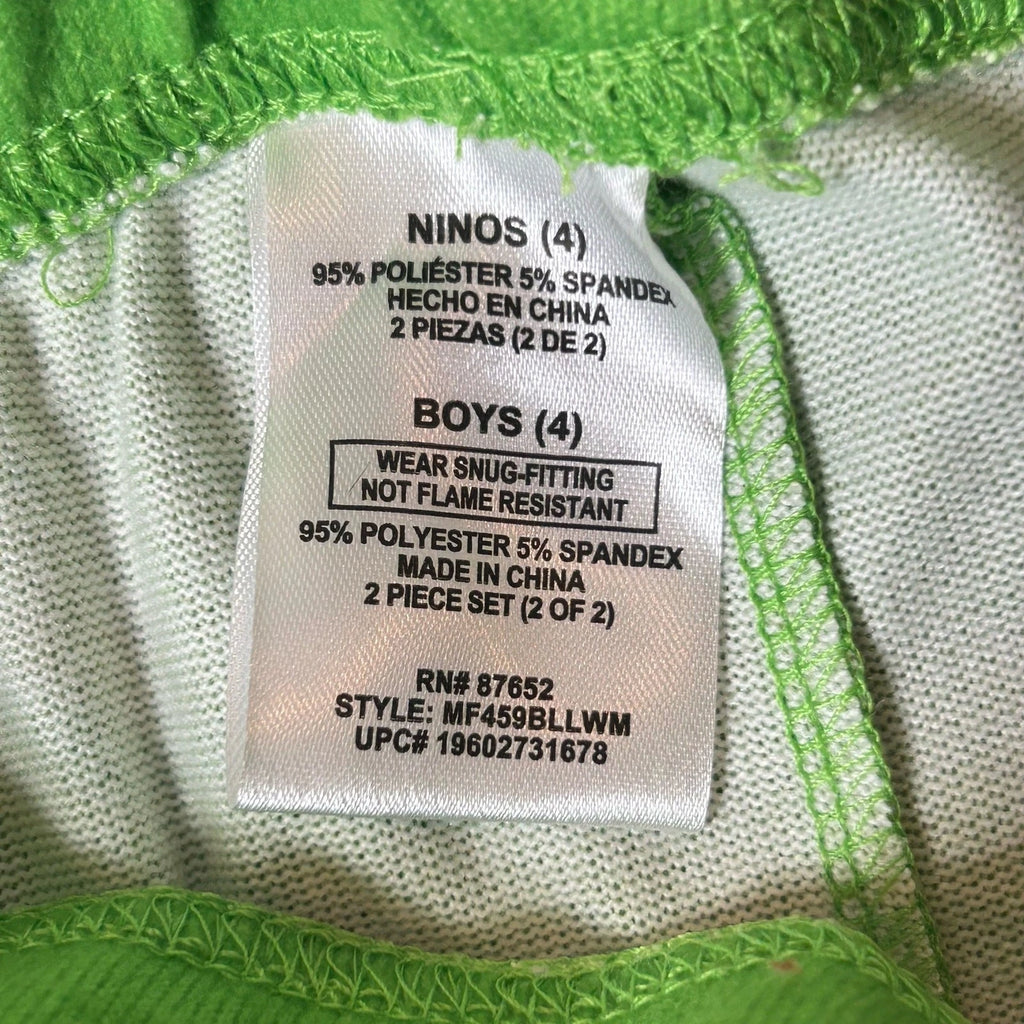 NINOS (4)
95% POLIÉSTER 5% SPANDEX
HECHO EN CHINA
2 PIEZAS (2 DE 2)
BOYS (4)
WEAR SNUG-FITTING
NOT FLAME RESISTANT
95% POLYESTER 5% SPANDEX
MADE IN CHINA
2 PIECE SET (2 OF 2)
RN# 87652
STYLE: MF459BLLWM
UPC# 19602731678